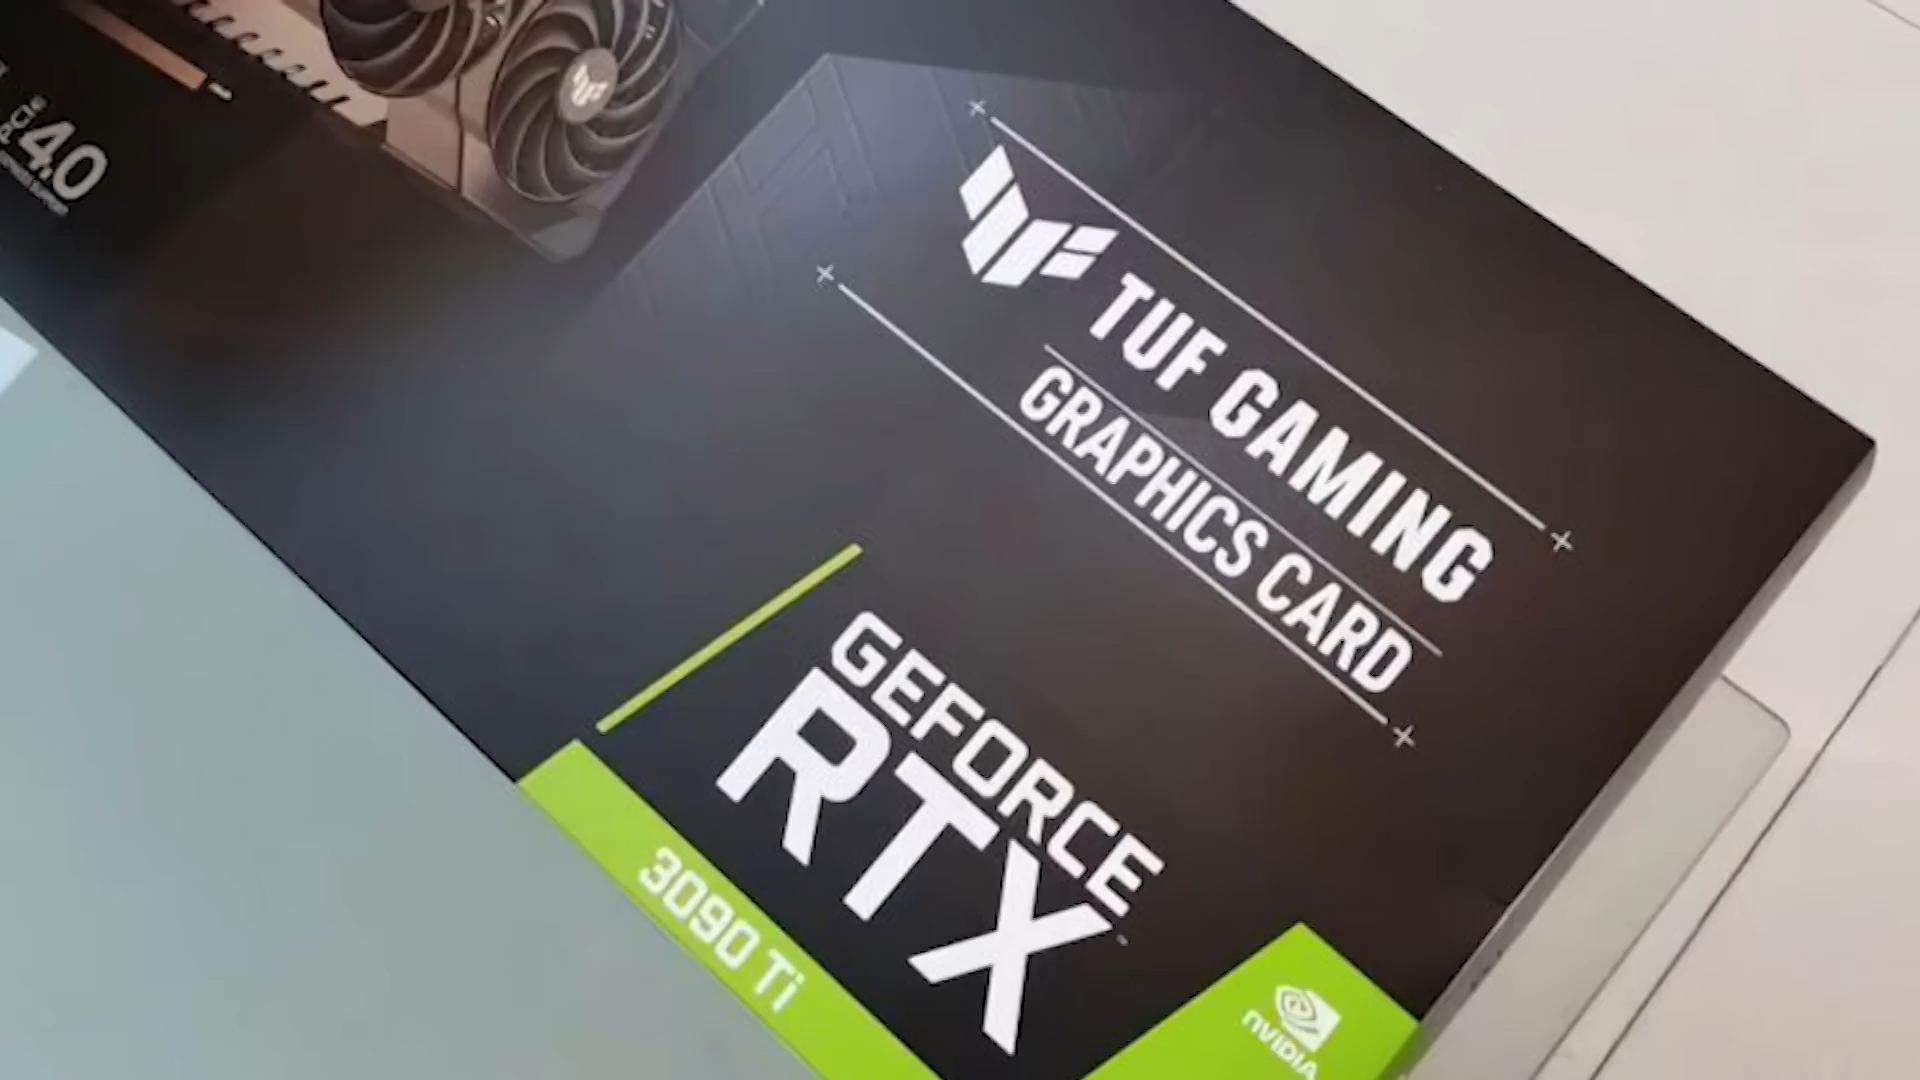 PCIe
4.0
TUF GAMING
GRAPHICS CARD
GEFORCE
RTX
3090 Ti
NVIDIA